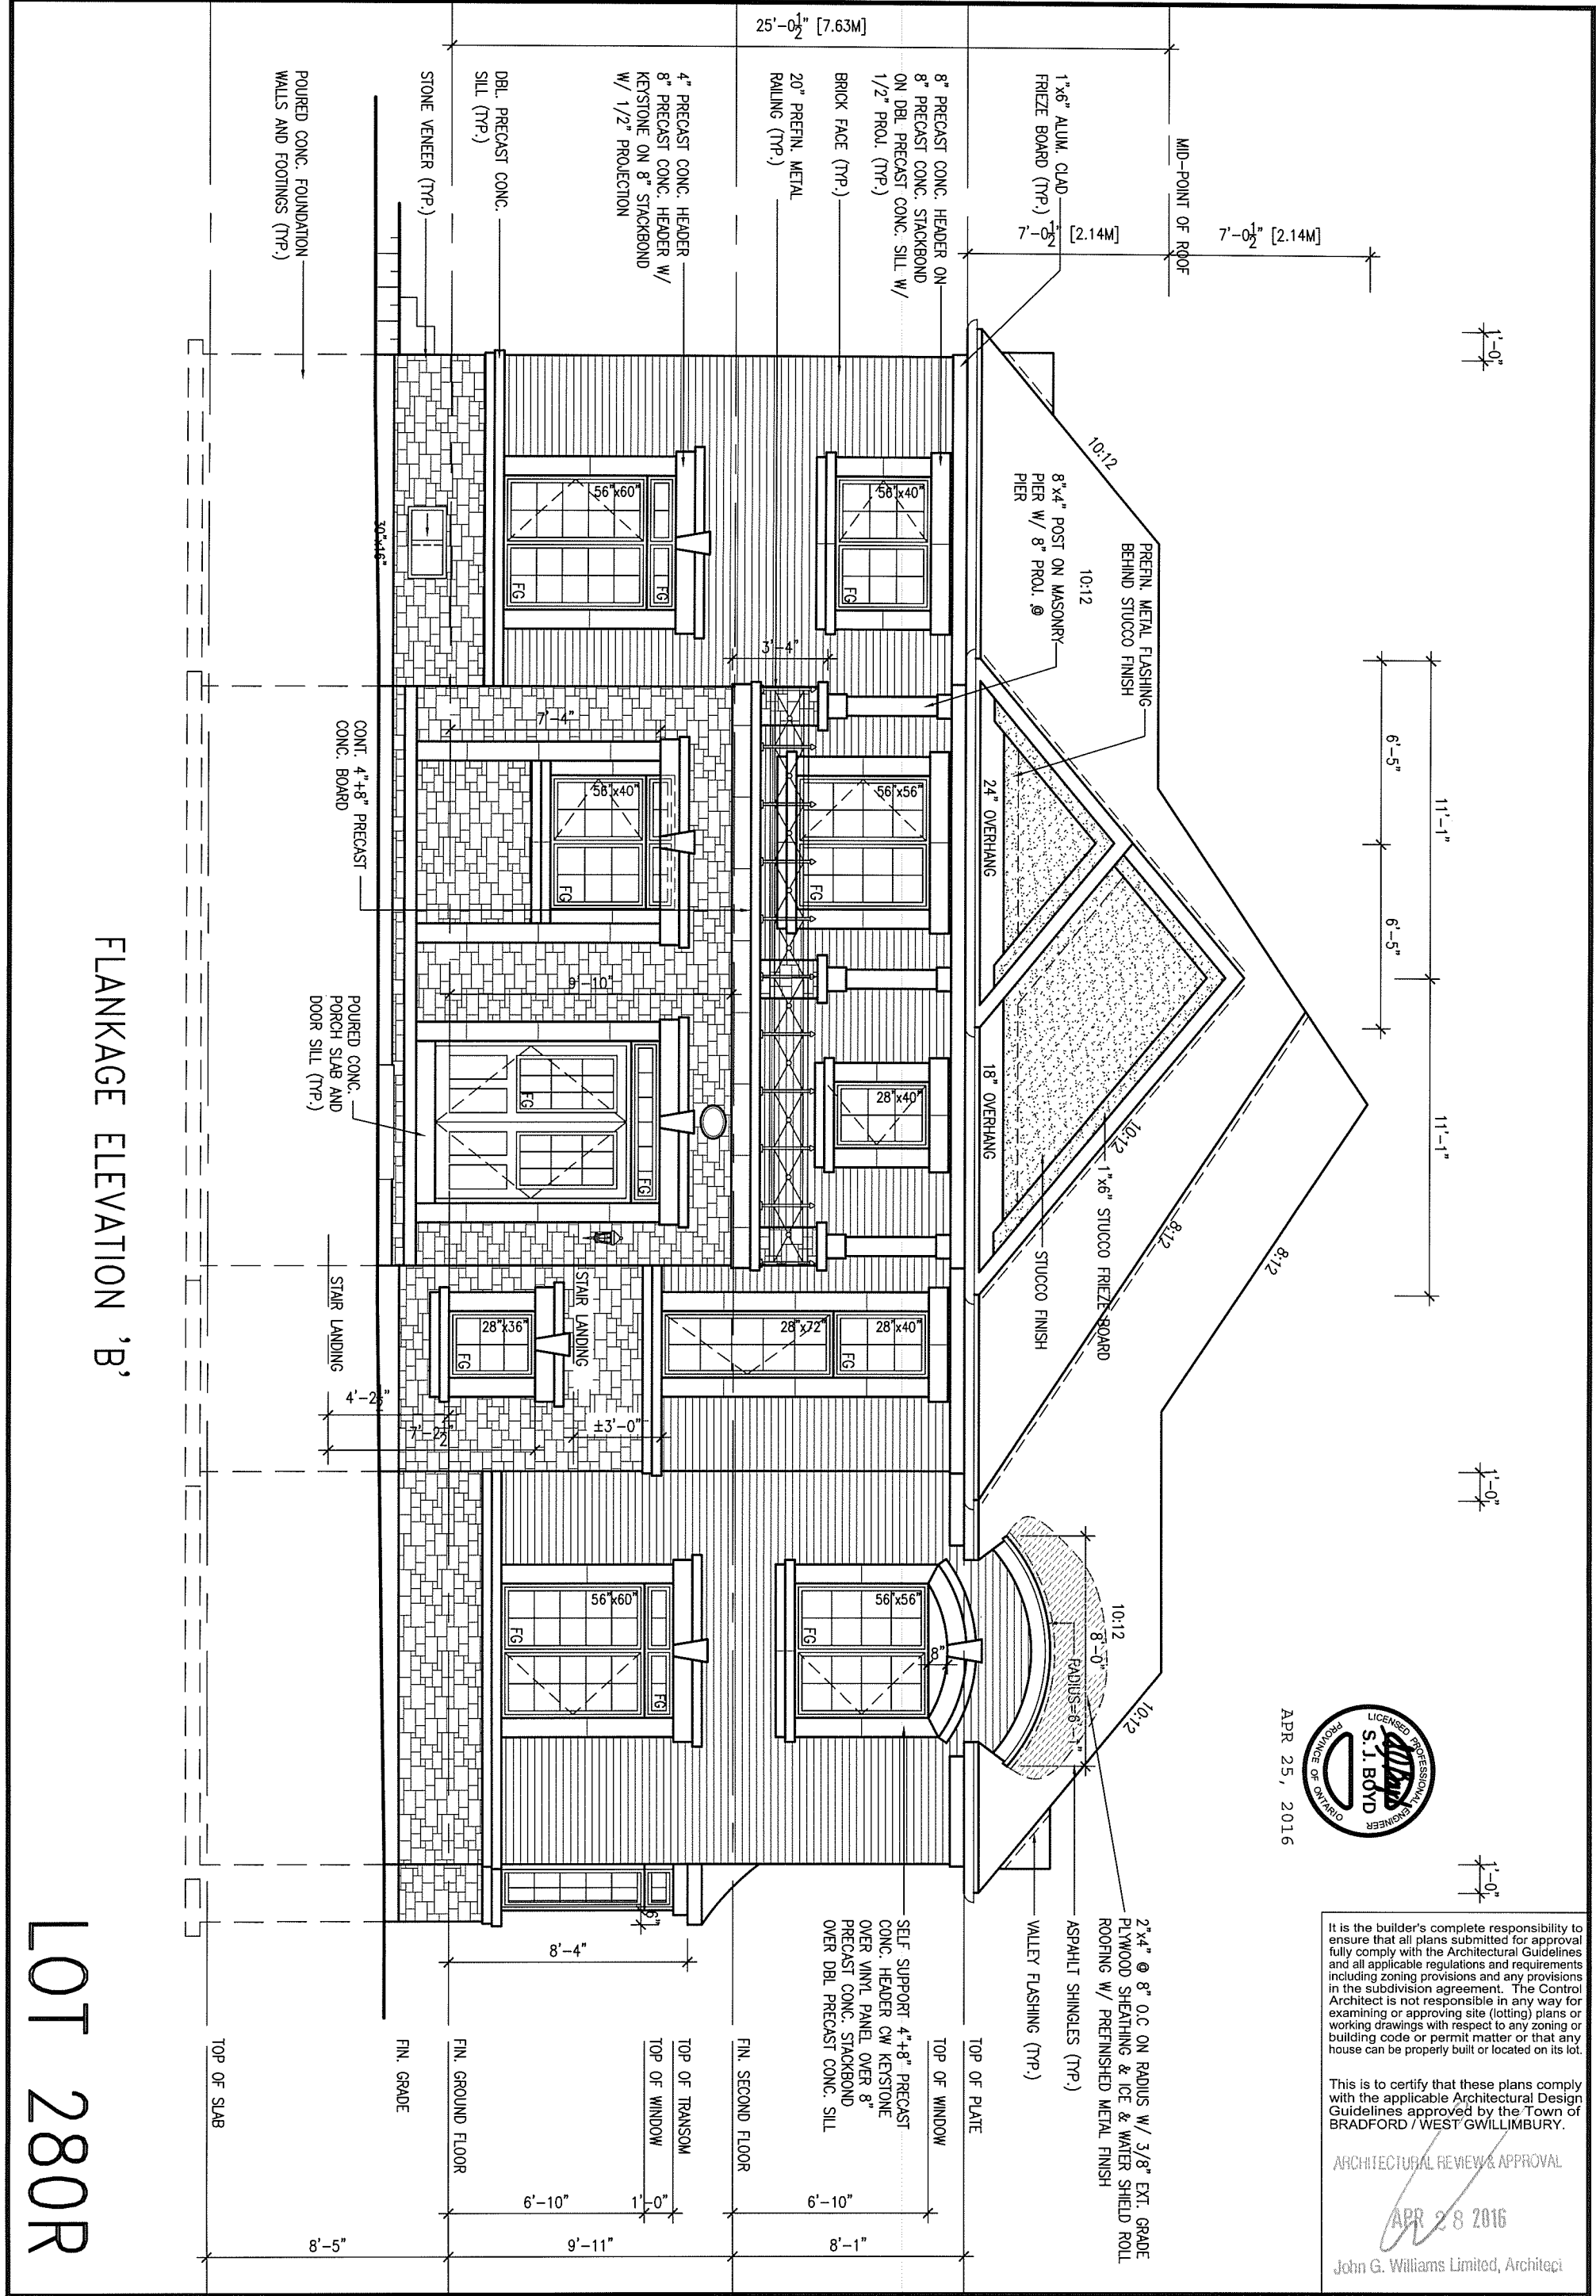 25'-0½" [7.63M]
MID-POINT OF ROOF
7'-0½" [2.14M]
7'-0½" [2.14M]
1"x6" ALUM. CLAD
FRIEZE BOARD (TYP.)
8" PRECAST CONC. HEADER ON
8" PRECAST CONC. STACKBOND
ON DBL PRECAST CONC. SILL W/
1/2" PROJ. (TYP.)
BRICK FACE (TYP.)
20" PREFIN. METAL
RAILING (TYP.)
4" PRECAST CONC. HEADER
8" PRECAST CONC. HEADER W/
KEYSTONE ON 8" STACKBOND
W/ 1/2" PROJECTION
DBL. PRECAST CONC.
SILL (TYP.)
STONE VENEER (TYP.)
POURED CONC. FOUNDATION
WALLS AND FOOTINGS (TYP.)
1'-0"
6'-5"
6'-5"
11'-1"
11'-1"
1'-0"
1'-0"
10:12
10:12
8"x4" POST ON MASONRY
PIER W/ 8" PROJ. @
PIER
PREFIN. METAL FLASHING
BEHIND STUCCO FINISH
24" OVERHANG
18" OVERHANG
10:12
1"x6" STUCCO FRIEZE BOARD
STUCCO FINISH
8:12
8:12
10:12
8'-0"
RADIUS=6'-1"
10:12
56"x40"
FG
56"x60"
FG
FG
30"x16"
3'-4"
7'-4"
56"x56"
FG
56"x40"
FG
9'-10"
28"x40"
FG
FG
28"x40"
FG
28"x72"
STAIR LANDING
28"x36"
FG
±3'-0"
4'-2½"
7'-2½"
STAIR LANDING
56"x56"
FG
8"
56"x60"
FG
FG
6"
8'-4"
CONT. 4"+8" PRECAST
CONC. BOARD
POURED CONC.
PORCH SLAB AND
DOOR SILL (TYP.)
2"x4" @ 8" O.C ON RADIUS W/ 3/8" EXT. GRADE
PLYWOOD SHEATHING & ICE & WATER SHIELD ROLL
ROOFING W/ PREFINISHED METAL FINISH
ASPAHLT SHINGLES (TYP.)
VALLEY FLASHING (TYP.)
SELF SUPPORT 4"+8" PRECAST
CONC. HEADER CW KEYSTONE
OVER VINYL PANEL OVER 8"
PRECAST CONC. STACKBOND
OVER DBL PRECAST CONC. SILL
TOP OF PLATE
TOP OF WINDOW
FIN. SECOND FLOOR
TOP OF TRANSOM
TOP OF WINDOW
FIN. GROUND FLOOR
FIN. GRADE
TOP OF SLAB
6'-10"
8'-1"
1'-0"
6'-10"
9'-11"
8'-5"
FLANKAGE ELEVATION 'B'
LOT 280R
LICENSED PROFESSIONAL ENGINEER
S. J. BOYD
PROVINCE OF ONTARIO
APR 25, 2016
It is the builder's complete responsibility to
ensure that all plans submitted for approval
fully comply with the Architectural Guidelines
and all applicable regulations and requirements
including zoning provisions and any provisions
in the subdivision agreement. The Control
Architect is not responsible in any way for
examining or approving site (lotting) plans or
working drawings with respect to any zoning or
building code or permit matter or that any
house can be properly built or located on its lot.
This is to certify that these plans comply
with the applicable Architectural Design
Guidelines approved by the Town of
BRADFORD / WEST GWILLIMBURY.
ARCHITECTURAL REVIEW & APPROVAL
APR 28 2016
John G. Williams Limited, Architect